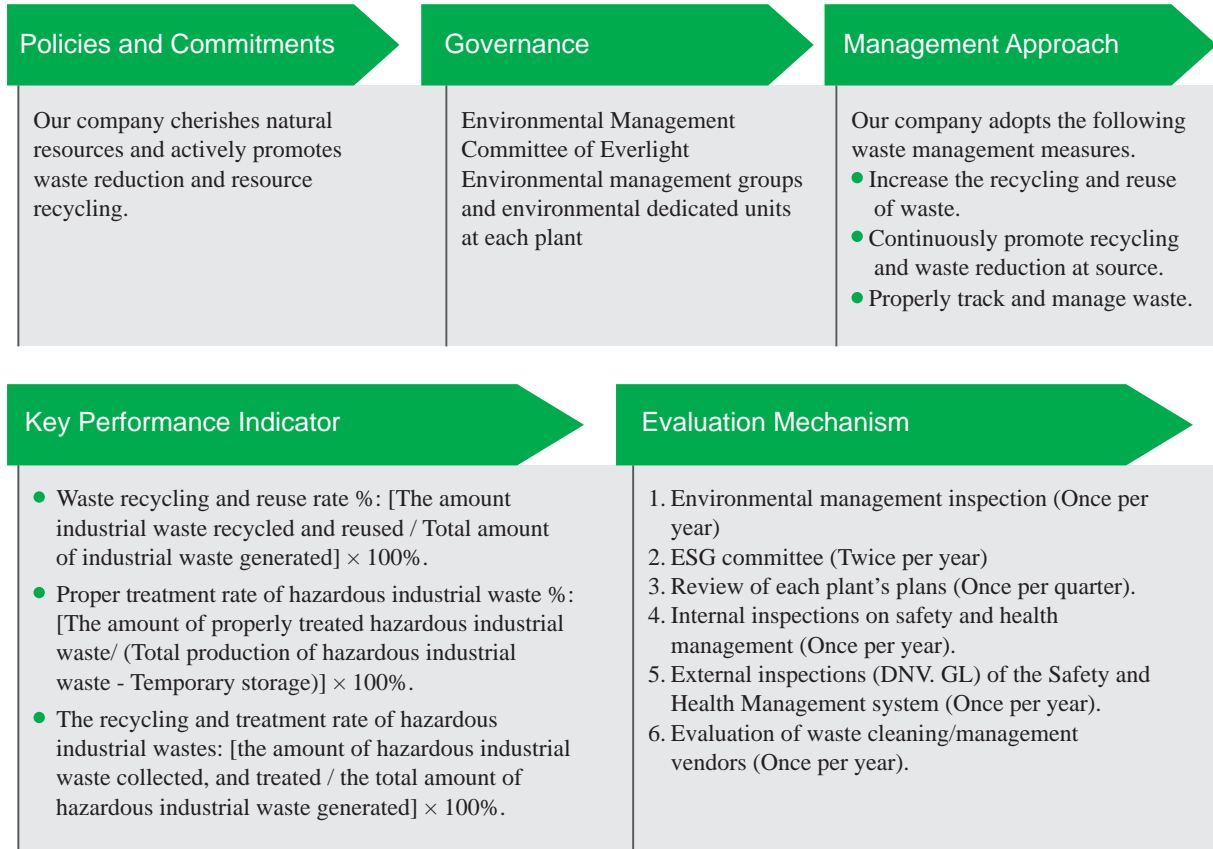 Policies and Commitments
Our company cherishes natural
resources and actively promotes
waste reduction and resource
recycling.
Governance
Environmental Management
Committee of Everlight
Environmental management groups
and environmental dedicated units
at each plant
Management Approach
Our company adopts the following
waste management measures.
● Increase the recycling and reuse
of waste.
● Continuously promote recycling
and waste reduction at source.
● Properly track and manage waste.
Key Performance Indicator
● Waste recycling and reuse rate %: [The amount
industrial waste recycled and reused / Total amount
of industrial waste generated] × 100%.
● Proper treatment rate of hazardous industrial waste %:
[The amount of properly treated hazardous industrial
waste/ (Total production of hazardous industrial
waste - Temporary storage)] × 100%.
● The recycling and treatment rate of hazardous
industrial wastes: [the amount of hazardous industrial
waste collected, and treated / the total amount of
hazardous industrial waste generated] × 100%.
Evaluation Mechanism
1. Environmental management inspection (Once per
year)
2. ESG committee (Twice per year)
3. Review of each plant's plans (Once per quarter).
4. Internal inspections on safety and health
management (Once per year).
5. External inspections (DNV. GL) of the Safety and
Health Management system (Once per year).
6. Evaluation of waste cleaning/management
vendors (Once per year).